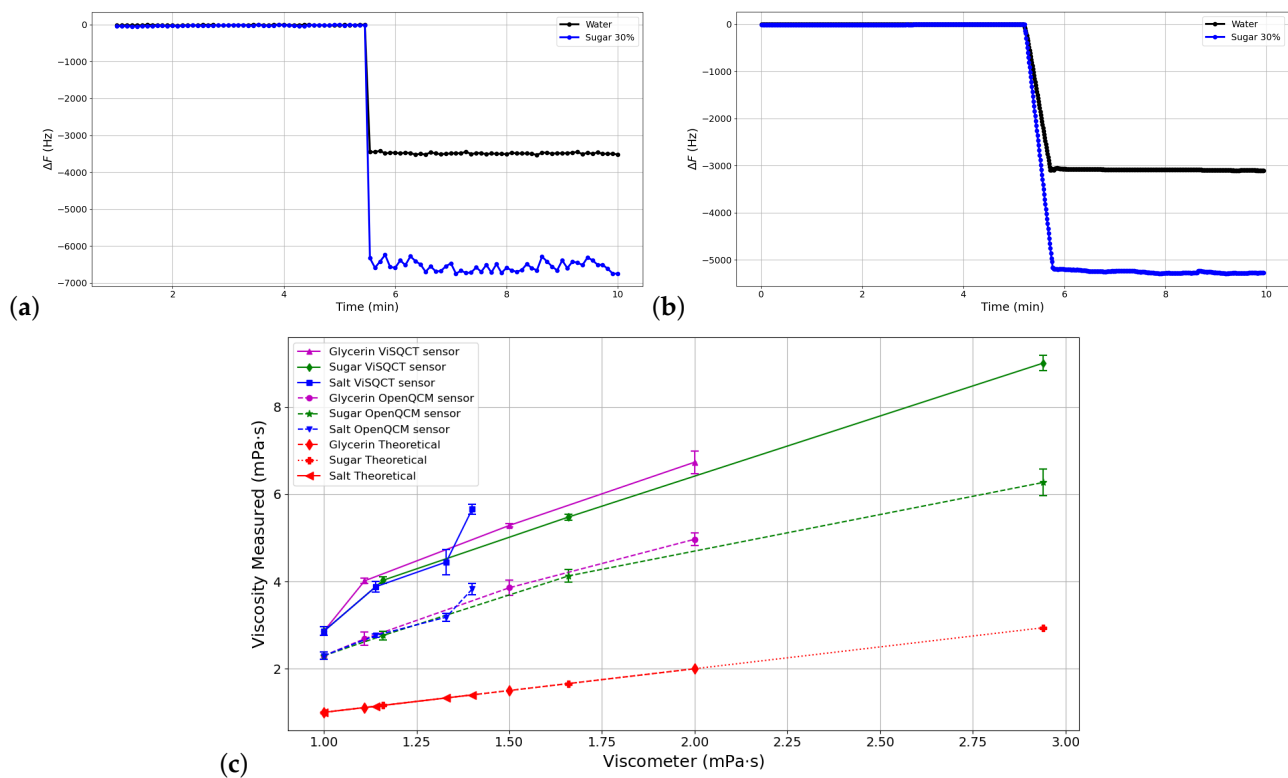 0
−1000
−2000
−3000
−4000
−5000
−6000
−7000
ΔF (Hz)
2
4
6
8
10
Time (min)
Water
Sugar 30%
(a)
0
−1000
−2000
−3000
−4000
−5000
ΔF (Hz)
0
2
4
6
8
10
Time (min)
Water
Sugar 30%
(b)
Glycerin ViSQCT sensor
Sugar ViSQCT sensor
Salt ViSQCT sensor
Glycerin OpenQCM sensor
Sugar OpenQCM sensor
Salt OpenQCM sensor
Glycerin Theoretical
Sugar Theoretical
Salt Theoretical
8
6
4
2
Viscosity Measured (mPa·s)
1.00
1.25
1.50
1.75
2.00
2.25
2.50
2.75
3.00
Viscometer (mPa·s)
(c)